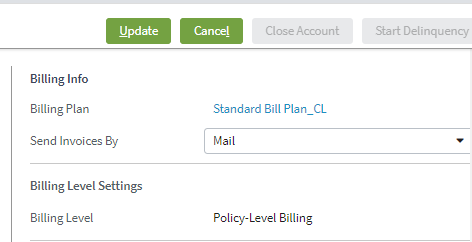 Update Cancel Close Account Start Delinquency
Billing Info
Billing Plan Standard Bill Plan_CL
Send Invoices By Mail
Billing Level Settings
Billing Level Policy-Level Billing